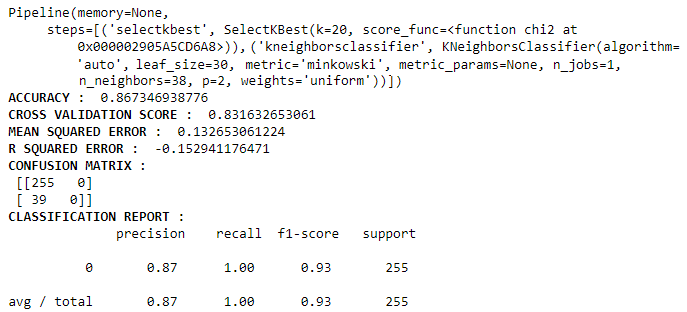 Pipeline(memory=None,
steps=[('selectkbest', SelectKBest(k=20, score_func=<function chi2 at
0x000002905A5CD6A8>)), ('kneighborsclassifier', KNeighborsClassifier(algorithm=
'auto', leaf_size=30, metric='minkowski', metric_params=None, n_jobs=1,
n_neighbors=38, p=2, weights='uniform'))])
ACCURACY : 0.867346938776
CROSS VALIDATION SCORE : 0.831632653061
MEAN SQUARED ERROR : 0.132653061224
R SQUARED ERROR : -0.152941176471
CONFUSION MATRIX :
[[255 0]
[ 39 0]]
CLASSIFICATION REPORT :
precision recall f1-score support
0 0.87 1.00 0.93 255
avg / total 0.87 1.00 0.93 255